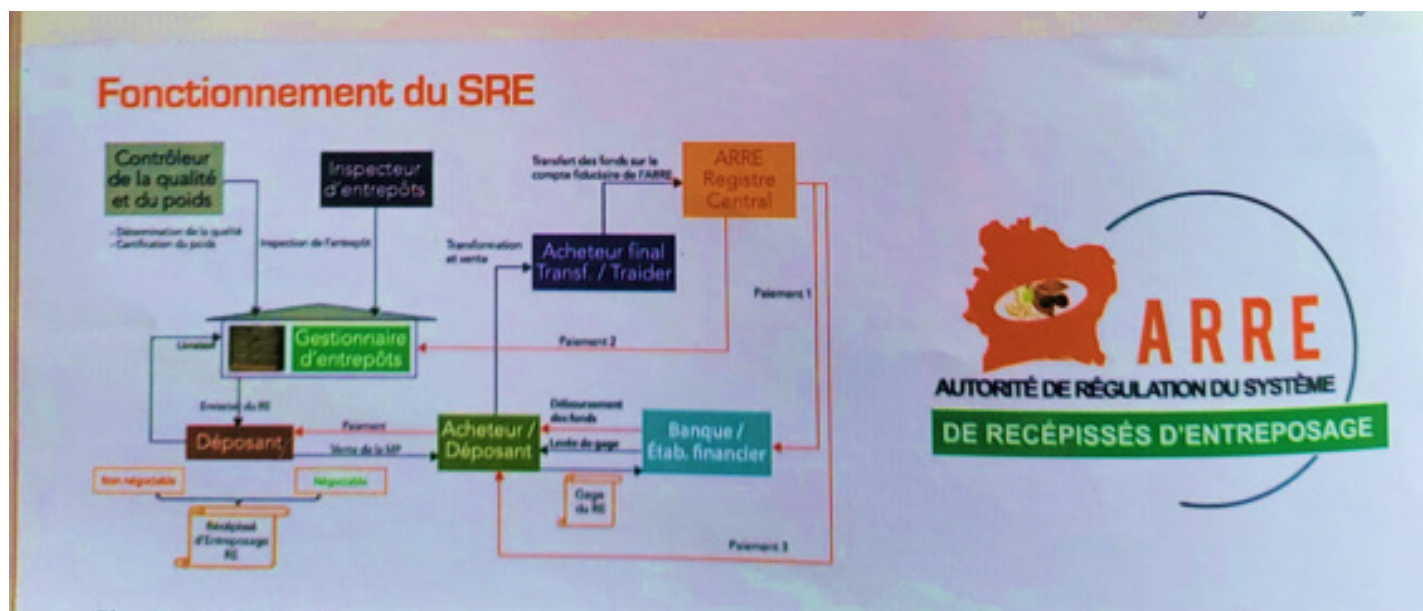 Fonctionnement du SRE
Contrôleur
de la qualité
et du poids
Inspecteur
d'entrepôts
Transfert des fonds sur le
compte fiduciaire de l'ARRE
ARRE
Registre
Central
- Détermination de la qualité
- Certification du poids
Inspection de l'entrepôt
Transformation
et vente
Acheteur final
Transf. / Traider
Paiement 1
Livraison
Gestionnaire
d'entrepôts
Paiement 2
Emission du RE
Déposant
Paiement
Vente de la MP
Acheteur /
Déposant
Déboursement
des fonds
Levée de gage
Banque /
Étab. financier
Non négociable
Négociable
Récépissé
d'Entreposage
RE
Gage
du RE
Paiement 3
ARRE
AUTORITÉ DE RÉGULATION DU SYSTÈME
DE RECÉPISSÉS D'ENTREPOSAGE